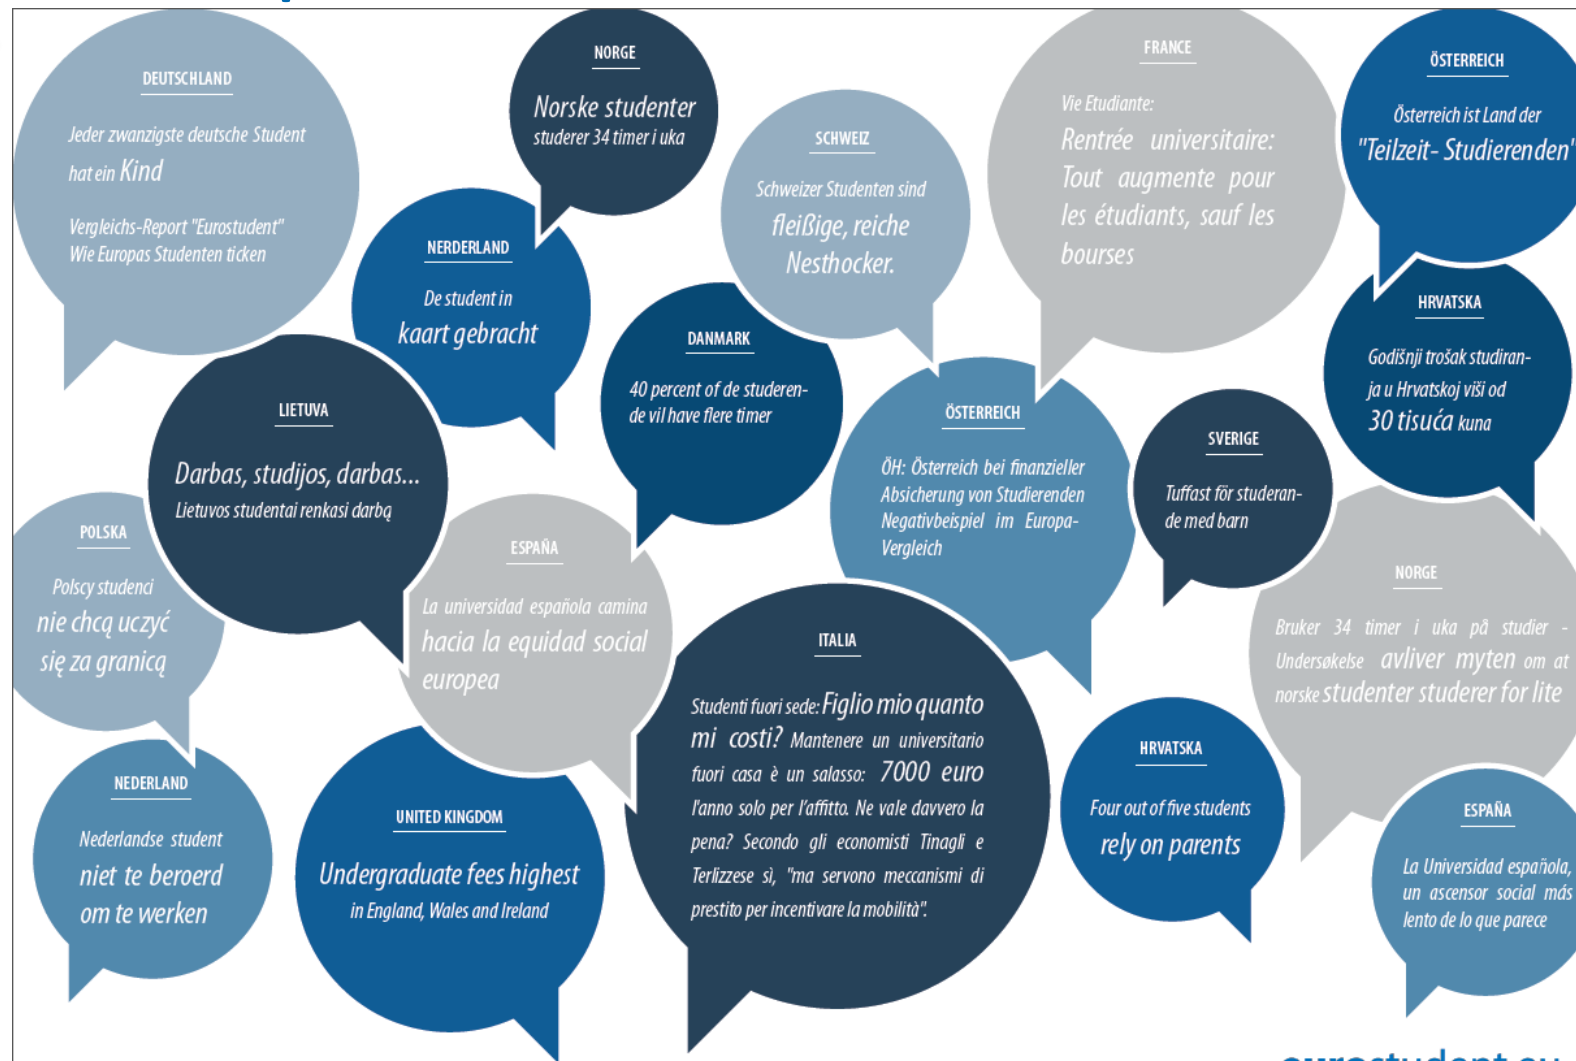 DEUTSCHLAND
Jeder zwanzigste deutsche Student
hat ein Kind
Vergleichs-Report "Eurostudent"
Wie Europas Studenten ticken
NORGE
Norske studenter
studerer 34 timer i uka
NERDERLAND
De student in
kaart gebracht
SCHWEIZ
Schweizer Studenten sind
fleißige, reiche
Nesthocker.
FRANCE
Vie Etudiante:
Rentrée universitaire:
Tout augmente pour
les étudiants, sauf les
bourses
ÖSTERREICH
Österreich ist Land der
"Teilzeit- Studierenden"
HRVATSKA
Godišnji trošak studiran-
ja u Hrvatskoj viši od
30 tisuća kuna
DANMARK
40 percent of de studeren-
de vil have flere timer
LIETUVA
Darbas, studijos, darbas...
Lietuvos studentai renkasi darbą
ÖSTERREICH
ÖH: Österreich bei finanzieller
Absicherung von Studierenden
Negativbeispiel im Europa-
Vergleich
SVERIGE
Tuffast för studeran-
de med barn
POLSKA
Polscy studenci
nie chcą uczyć
się za granicą
ESPAÑA
La universidad española camina
hacia la equidad social
europea
NORGE
Bruker 34 timer i uka på studier -
Undersøkelse avliver myten om at
norske studenter studerer for lite
ITALIA
Studenti fuori sede: Figlio mio quanto
mi costi? Mantenere un universitario
fuori casa è un salasso: 7000 euro
l'anno solo per l'affitto. Ne vale davvero la
pena? Secondo gli economisti Tinagli e
Terlizzese sì, "ma servono meccanismi di
prestito per incentivare la mobilità".
HRVATSKA
Four out of five students
rely on parents
NEDERLAND
Nederlandse student
niet te beroerd
om te werken
UNITED KINGDOM
Undergraduate fees highest
in England, Wales and Ireland
ESPAÑA
La Universidad española,
un ascensor social más
lento de lo que parece
eurostudent.eu